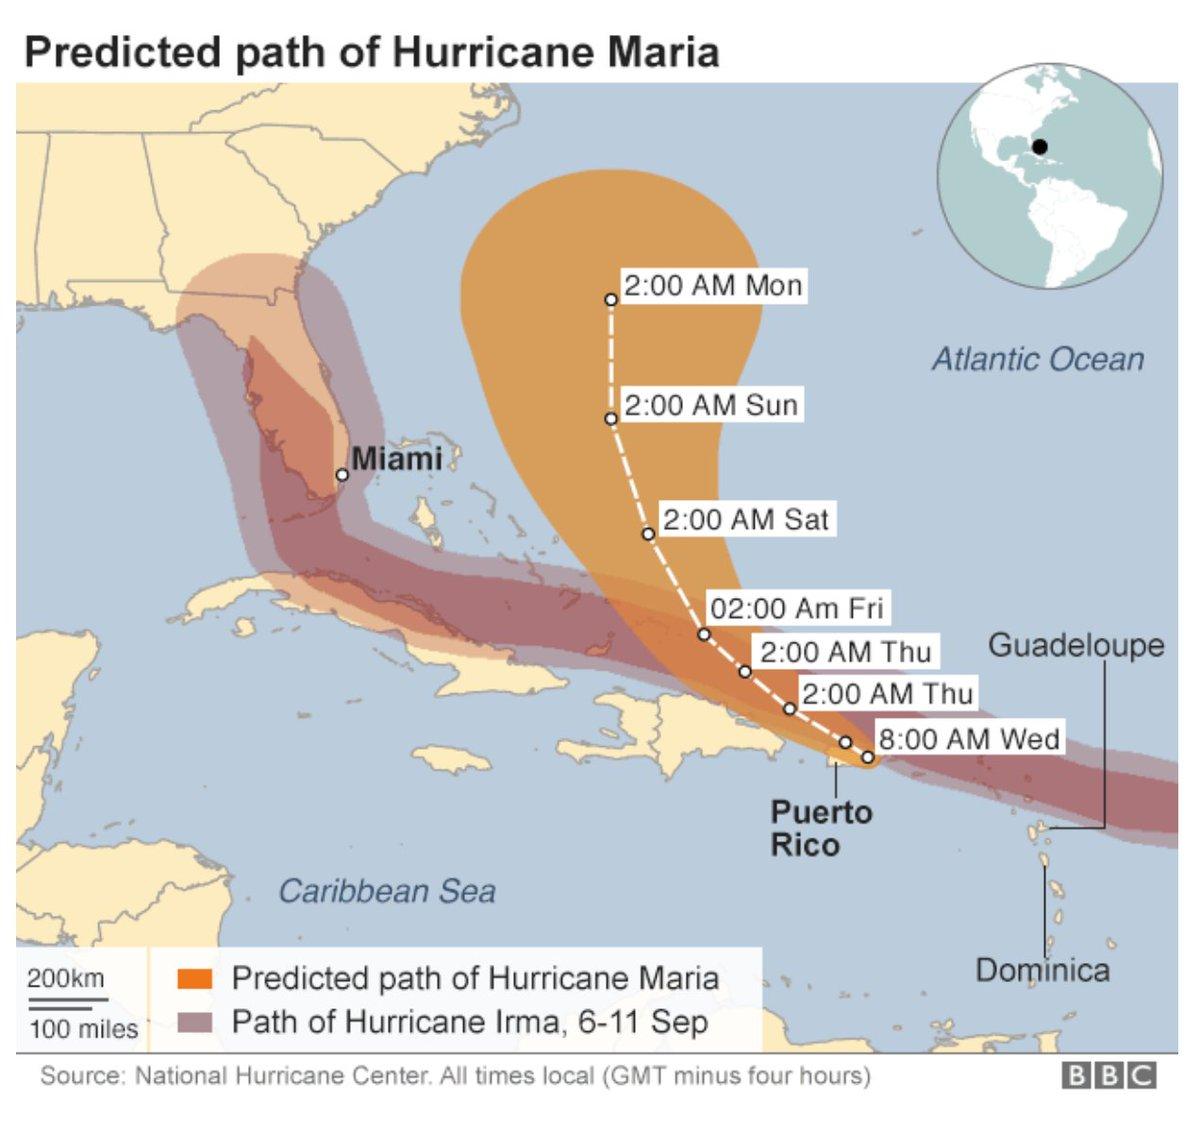 Predicted path of Hurricane Maria
2:00 AM Mon
Atlantic Ocean
2:00 AM Sun
Miami
2:00 AM Sat
02:00 Am Fri
Guadeloupe
2:00 AM Thu
2:00 AM Thu
8:00 AM Wed
Puerto
Rico
Caribbean Sea
Dominica
200km
100 miles
Predicted path of Hurricane Maria
Path of Hurricane Irma, 6-11 Sep
Source: National Hurricane Center. All times local (GMT minus four hours)
BBC